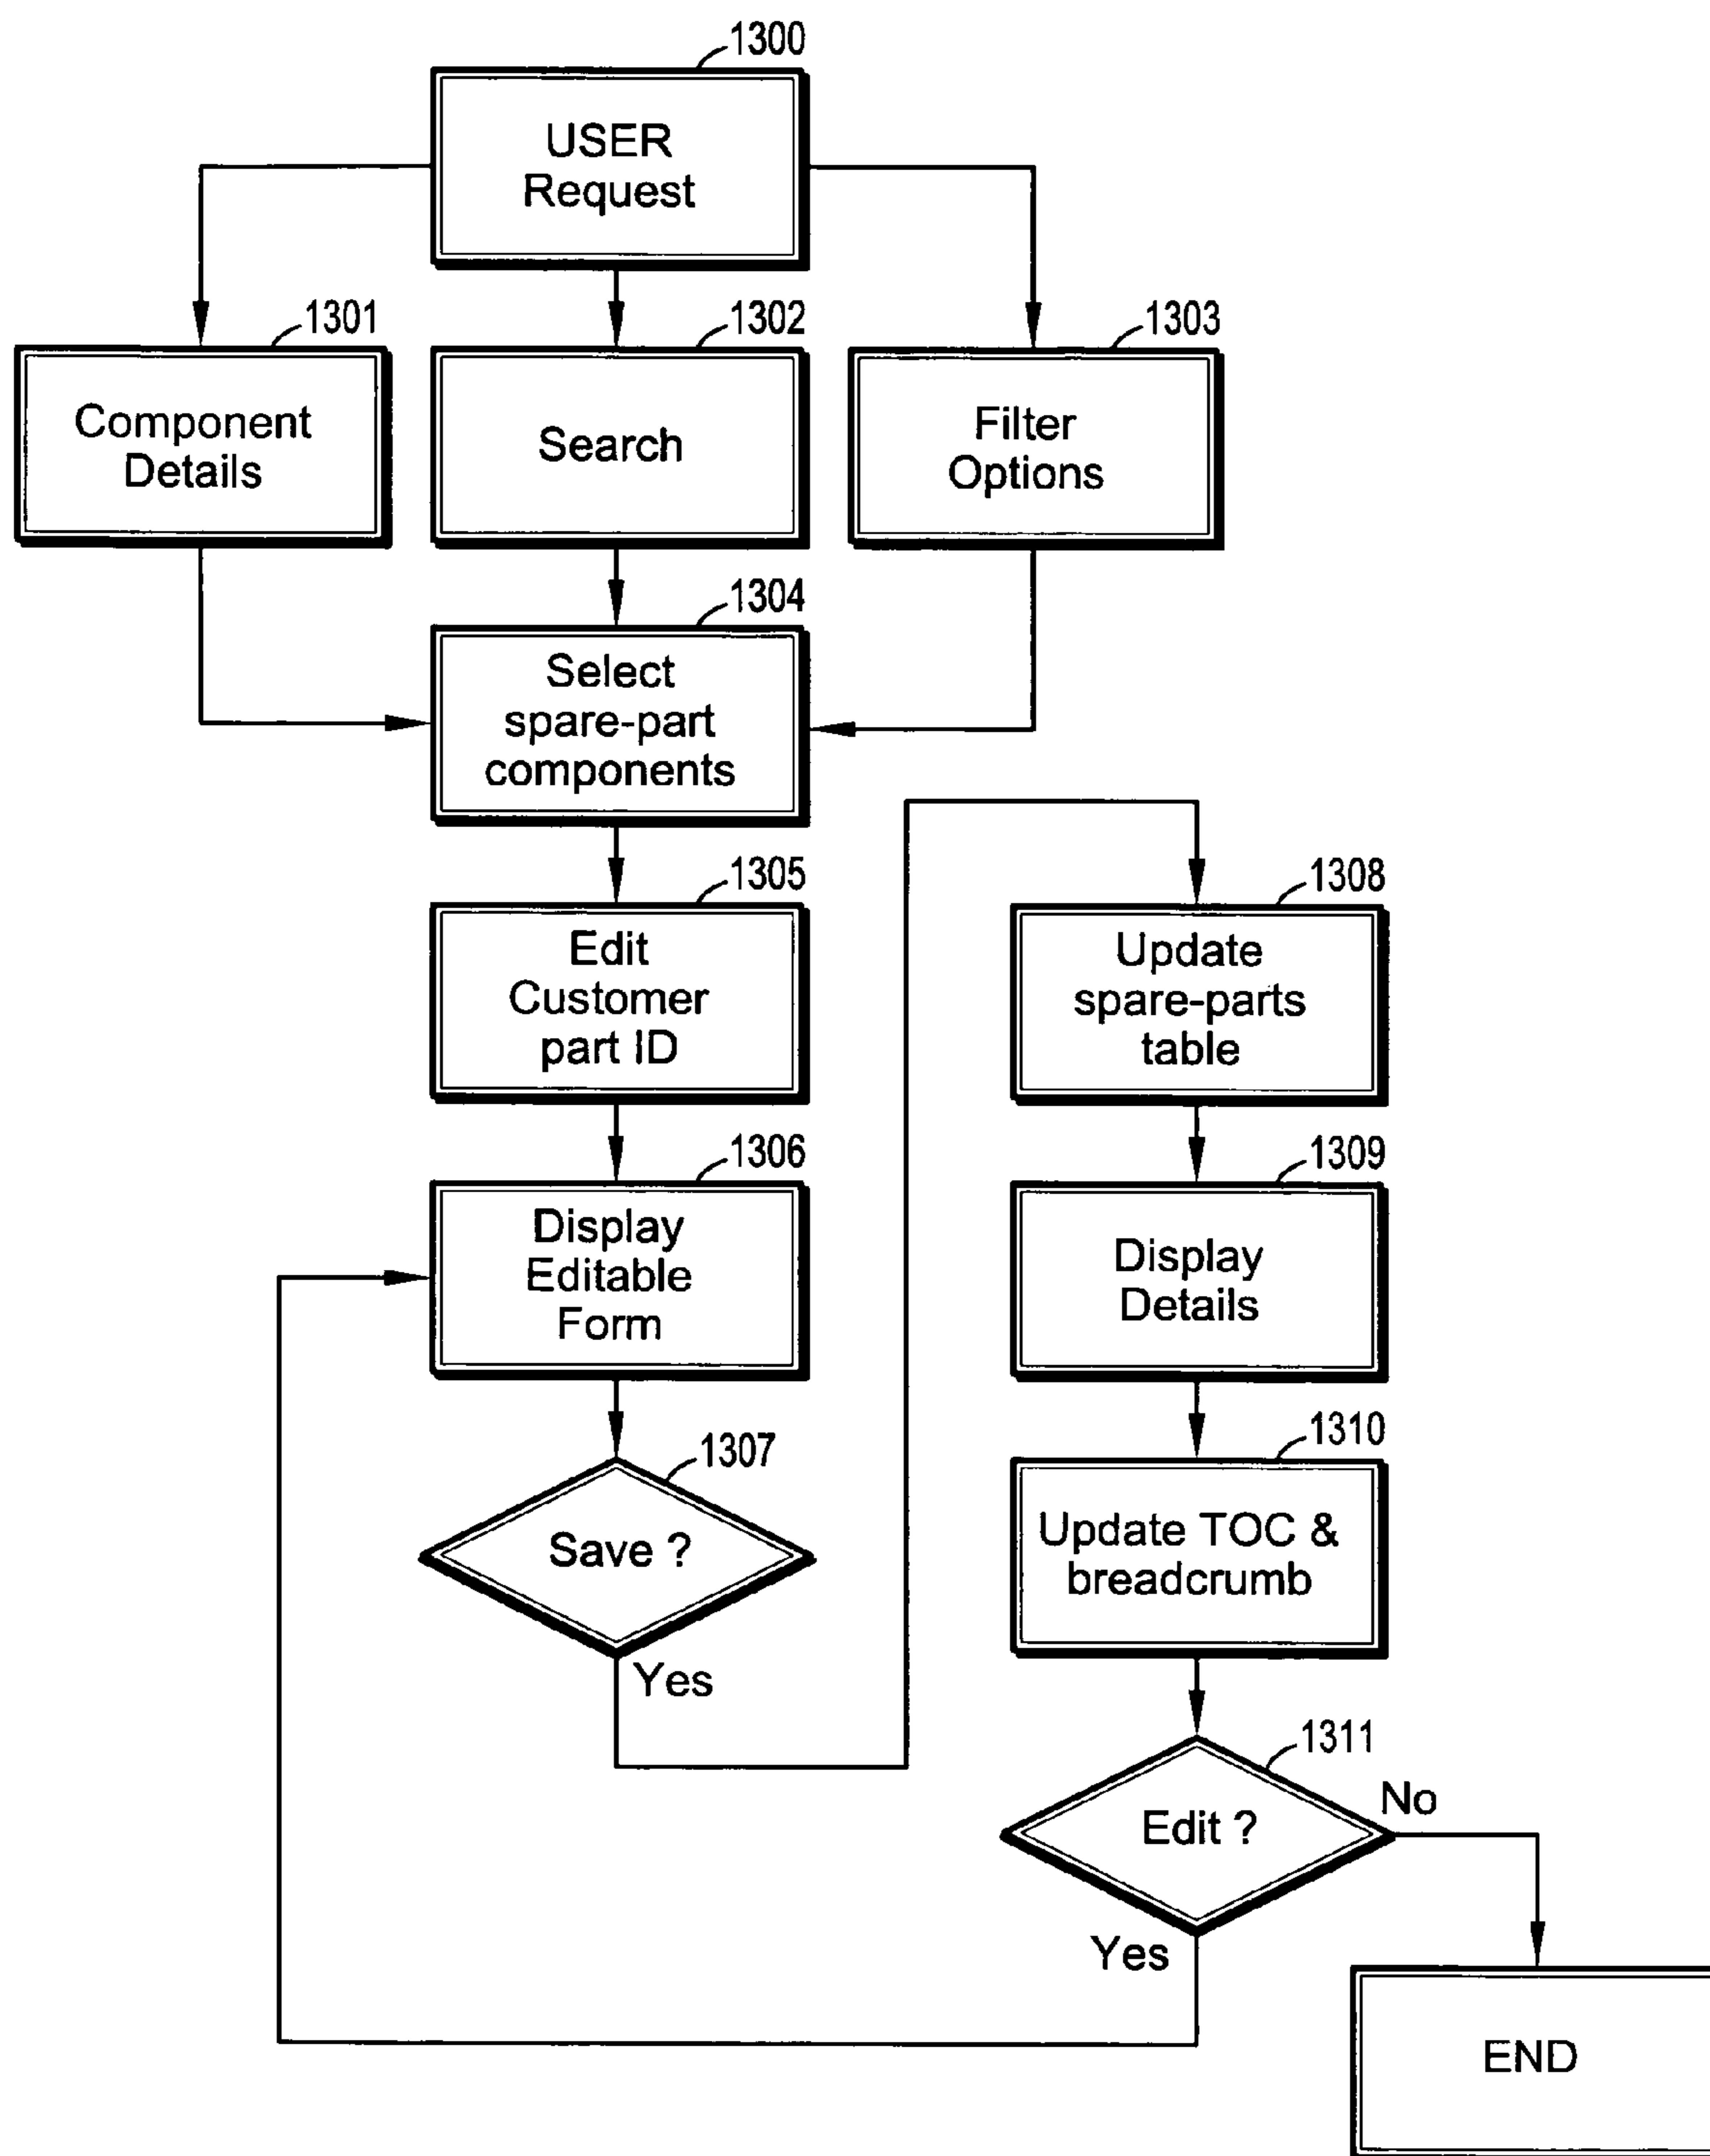 1300
USER
Request
1301
Component
Details
1302
Search
1303
Filter
Options
1304
Select
spare-part
components
1305
Edit
Customer
part ID
1306
Display
Editable
Form
1307
Save ?
Yes
1308
Update
spare-parts
table
1309
Display
Details
1310
Update TOC &
breadcrumb
1311
Edit ?
No
Yes
END